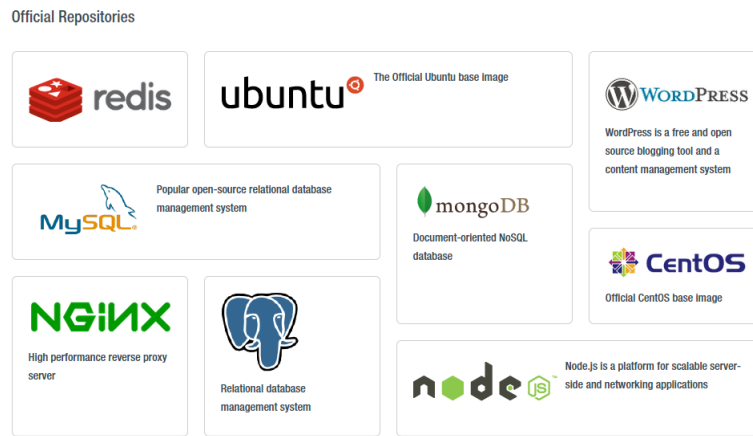 Official Repositories
redis
ubuntu
The Official Ubuntu base image
WORDPRESS
WordPress is a free and open
source blogging tool and a
content management system
MySQL
Popular open-source relational database
management system
mongoDB
Document-oriented NoSQL
database
CentOS
Official CentOS base image
NGiNX
High performance reverse proxy
server
Relational database
management system
node JS
Node.js is a platform for scalable server-
side and networking applications